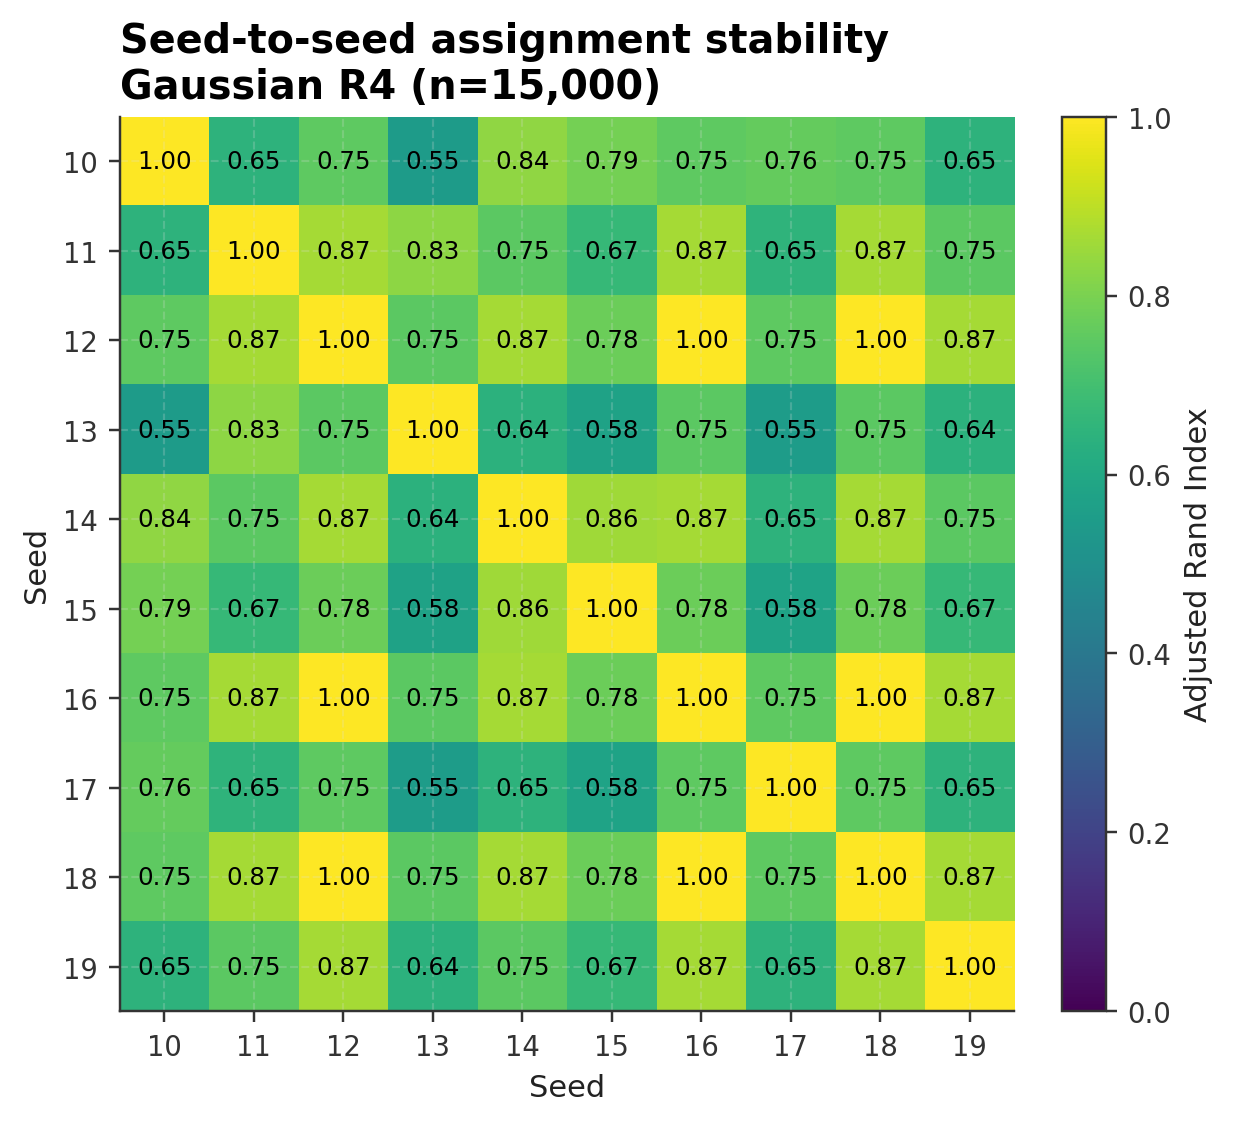 Seed-to-seed assignment stability
Gaussian R4 (n=15,000)
10 1.00 0.65 0.75 0.55 0.84 0.79 0.75 0.76 0.75 0.65
11 0.65 1.00 0.87 0.83 0.75 0.67 0.87 0.65 0.87 0.75
12 0.75 0.87 1.00 0.75 0.87 0.78 1.00 0.75 1.00 0.87
13 0.55 0.83 0.75 1.00 0.64 0.58 0.75 0.55 0.75 0.64
14 0.84 0.75 0.87 0.64 1.00 0.86 0.87 0.65 0.87 0.75
15 0.79 0.67 0.78 0.58 0.86 1.00 0.78 0.58 0.78 0.67
16 0.75 0.87 1.00 0.75 0.87 0.78 1.00 0.75 1.00 0.87
17 0.76 0.65 0.75 0.55 0.65 0.58 0.75 1.00 0.75 0.65
18 0.75 0.87 1.00 0.75 0.87 0.78 1.00 0.75 1.00 0.87
19 0.65 0.75 0.87 0.64 0.75 0.67 0.87 0.65 0.87 1.00
10 11 12 13 14 15 16 17 18 19
Seed
Seed
1.0
0.8
0.6
0.4
0.2
0.0
Adjusted Rand Index